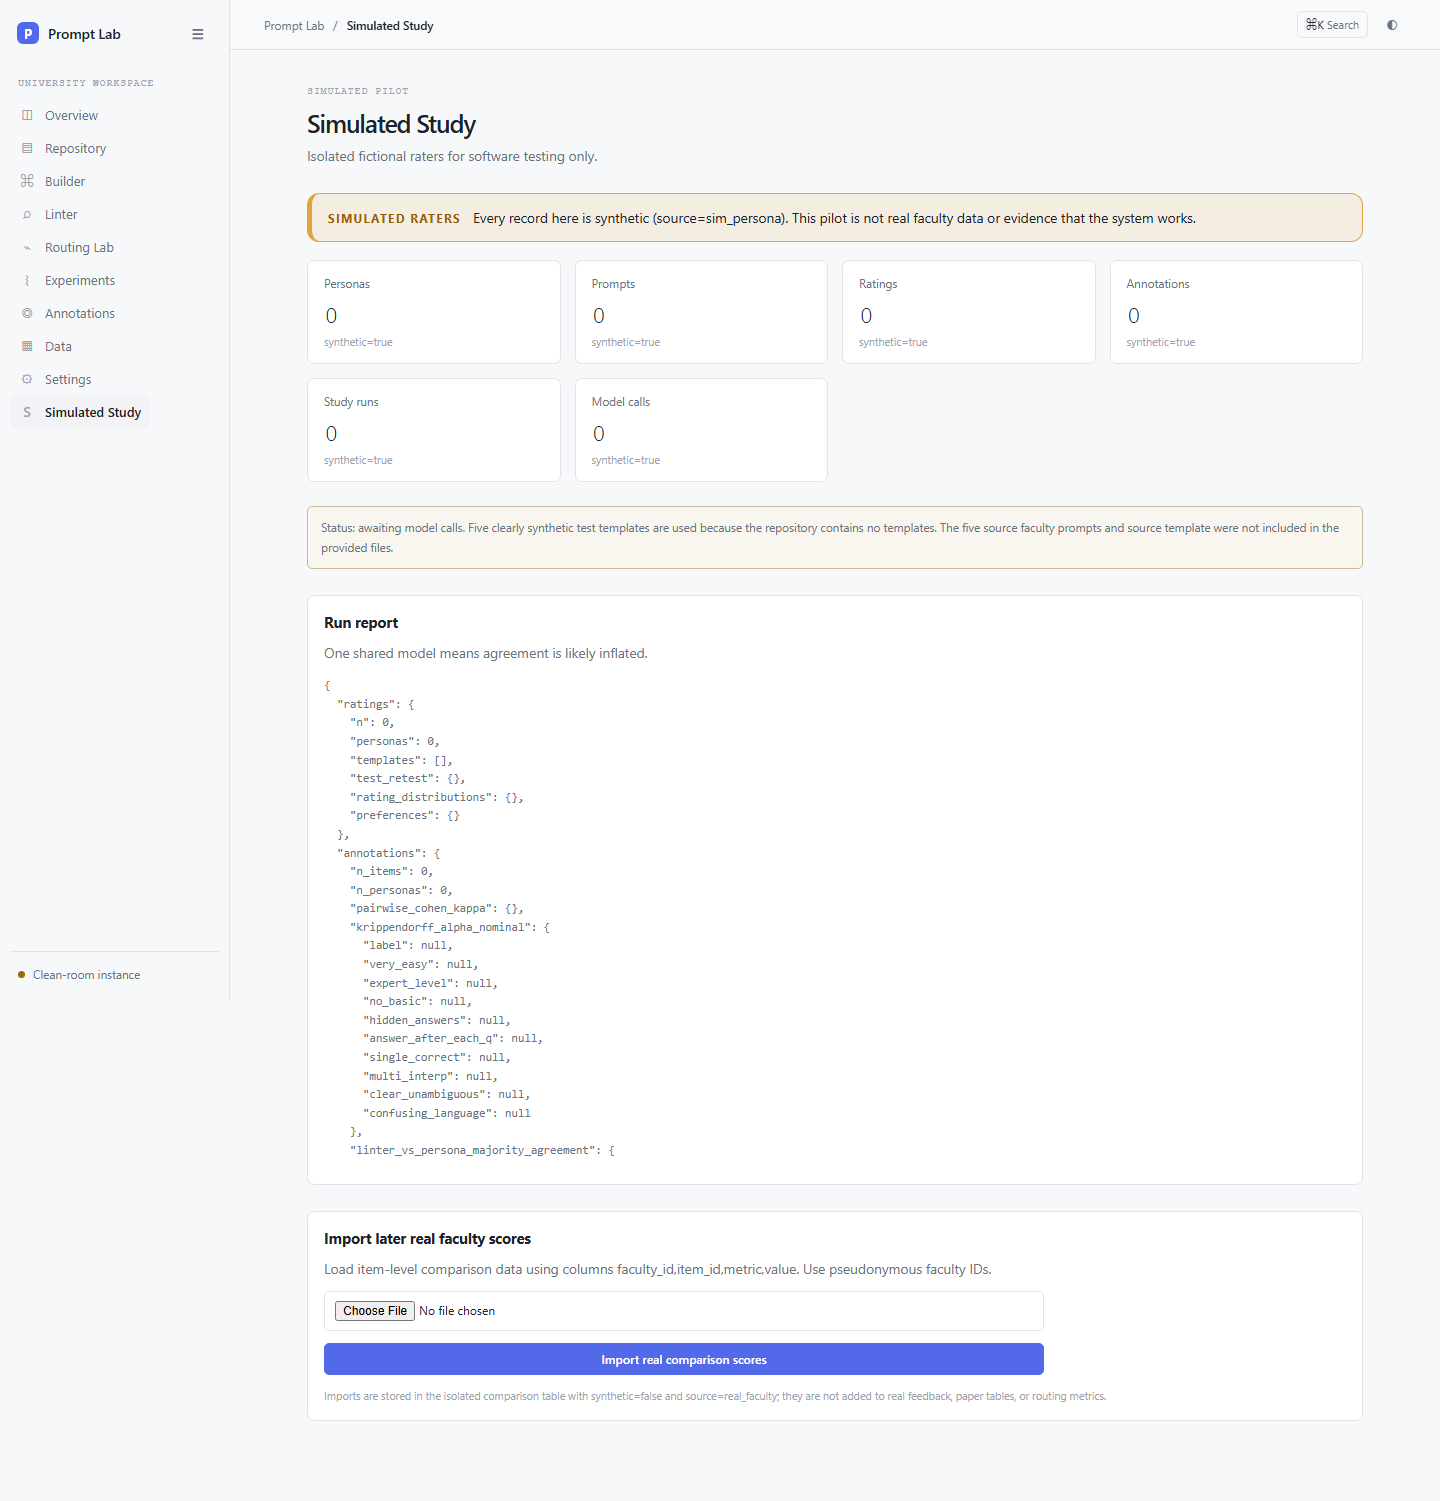 P Prompt Lab ☰
UNIVERSITY WORKSPACE
Overview
Repository
Builder
Linter
Routing Lab
Experiments
Annotations
Data
Settings
S Simulated Study
Clean-room instance
Prompt Lab / Simulated Study
⌘K Search
SIMULATED PILOT
Simulated Study
Isolated fictional raters for software testing only.
SIMULATED RATERS Every record here is synthetic (source=sim_persona). This pilot is not real faculty data or evidence that the system works.
Personas
0
synthetic=true
Prompts
0
synthetic=true
Ratings
0
synthetic=true
Annotations
0
synthetic=true
Study runs
0
synthetic=true
Model calls
0
synthetic=true
Status: awaiting model calls. Five clearly synthetic test templates are used because the repository contains no templates. The five source faculty prompts and source template were not included in the
provided files.
Run report
One shared model means agreement is likely inflated.
{
  "ratings": {
    "n": 0,
    "personas": 0,
    "templates": [],
    "test_retest": {},
    "rating_distributions": {},
    "preferences": {}
  },
  "annotations": {
    "n_items": 0,
    "n_personas": 0,
    "pairwise_cohen_kappa": {},
    "krippendorff_alpha_nominal": {
      "label": null,
      "very_easy": null,
      "expert_level": null,
      "no_basic": null,
      "hidden_answers": null,
      "answer_after_each_q": null,
      "single_correct": null,
      "multi_interp": null,
      "clear_unambiguous": null,
      "confusing_language": null
    },
    "linter_vs_persona_majority_agreement": {
Import later real faculty scores
Load item-level comparison data using columns faculty_id,item_id,metric,value. Use pseudonymous faculty IDs.
Choose File No file chosen
Import real comparison scores
Imports are stored in the isolated comparison table with synthetic=false and source=real_faculty; they are not added to real feedback, paper tables, or routing metrics.